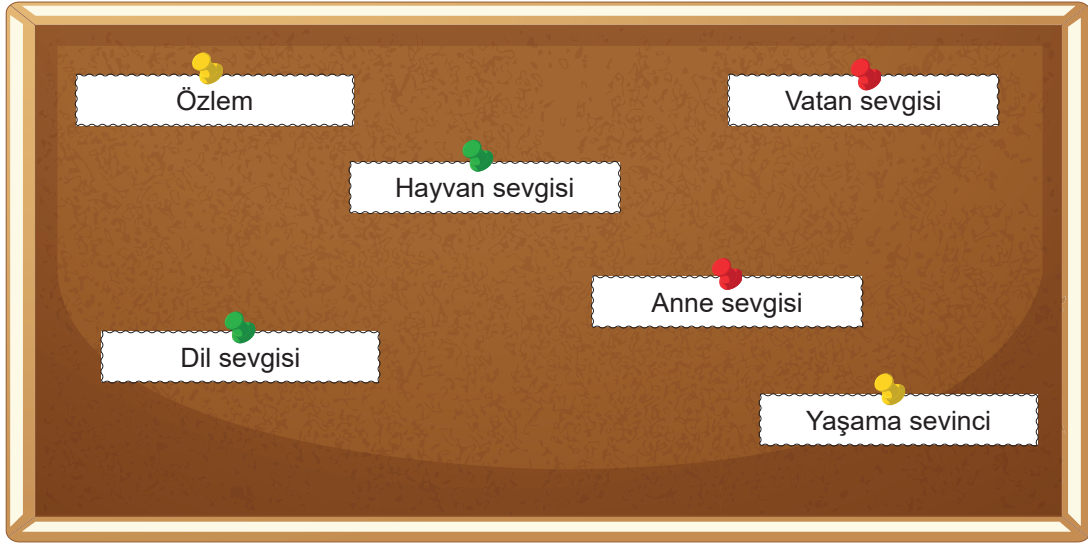 Özlem
Vatan sevgisi
Hayvan sevgisi
Anne sevgisi
Dil sevgisi
Yaşama sevinci